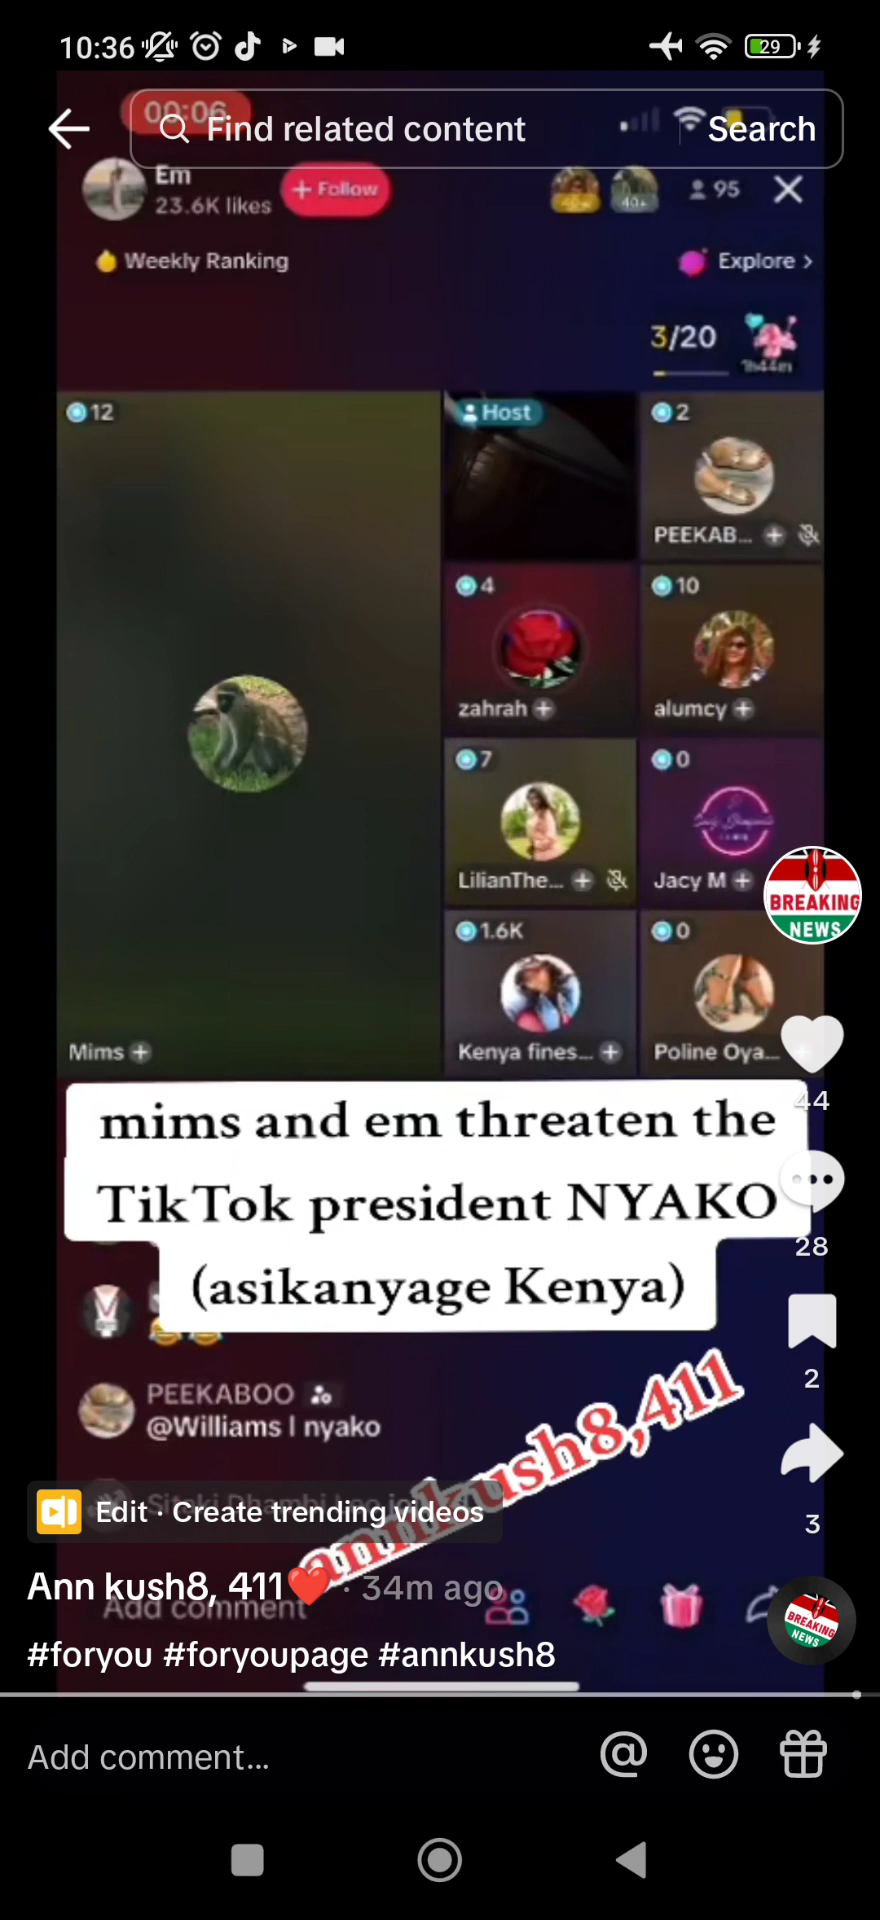 10:36
29
00:06
Find related content
Search
Em
23.6K likes
+ Follow
95
Weekly Ranking
Explore >
3/20
1h44m
12
Host
2
PEEKAB...
4
10
zahrah
alumcy
7
0
LilianThe...
Jacy M
1.6K
0
Mims
Kenya fines...
Poline Oya...
BREAKING
NEWS
44
mims and em threaten the
TikTok president NYAKO
(asikanyage Kenya)
28
2
PEEKABOO
@Williams I nyako
annkush8,411
3
Edit · Create trending videos
Ann kush8, 411❤️ · 34m ago
Add comment
BREAKING
NEWS
#foryou #foryoupage #annkush8
Add comment...